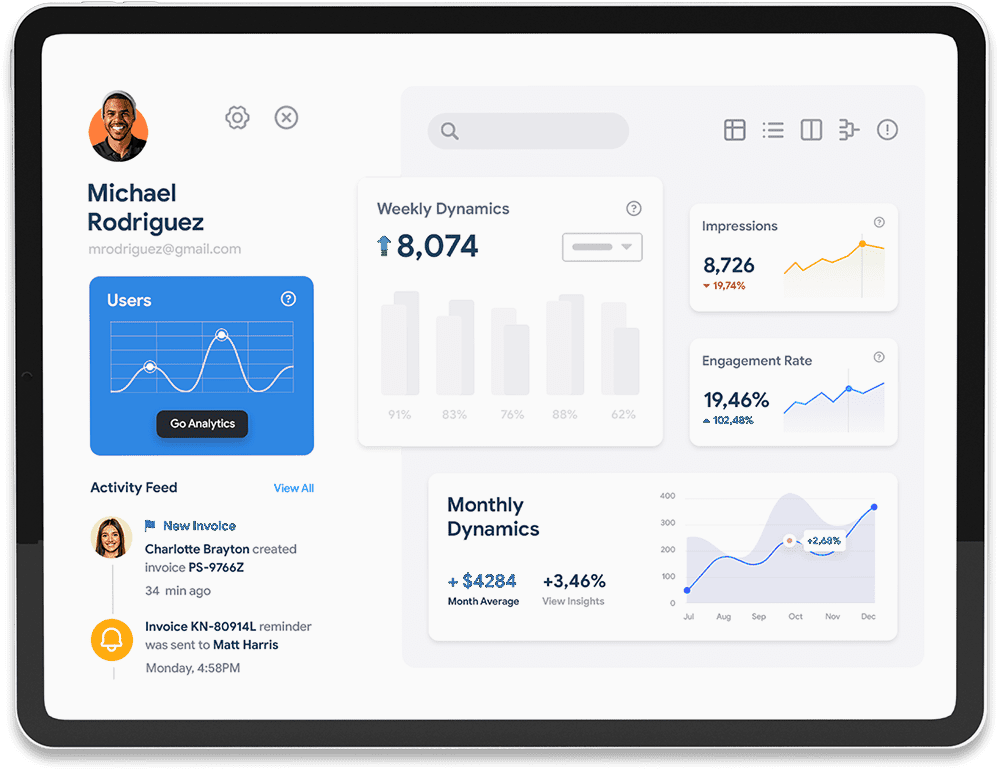 Michael
Rodriguez
mrodriguez@gmail.com
Users
?
Go Analytics
Activity Feed
View All
New Invoice
Charlotte Brayton created
invoice PS-9766Z
34 min ago
Invoice KN-80914L reminder
was sent to Matt Harris
Monday, 4:58PM
Weekly Dynamics
?
8,074
91% 83% 76% 88% 62%
Impressions
?
8,726
19,74%
Engagement Rate
?
19,46%
102,48%
Monthly
Dynamics
+ $4284
Month Average
+3,46%
View Insights
400
300
200
100
0
+2,68%
Jul Aug Sep Oct Nov Dec